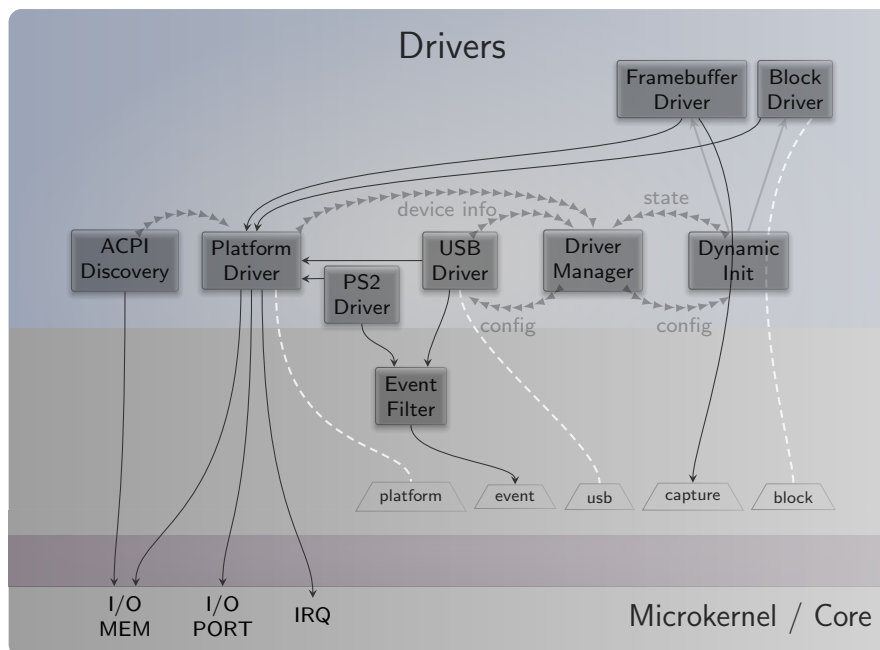 Drivers
Framebuffer
Driver
Block
Driver
device info
state
ACPI
Discovery
Platform
Driver
PS2
Driver
USB
Driver
Driver
Manager
Dynamic
Init
config
config
Event
Filter
platform
event
usb
capture
block
I/O
MEM
I/O
PORT
IRQ
Microkernel / Core